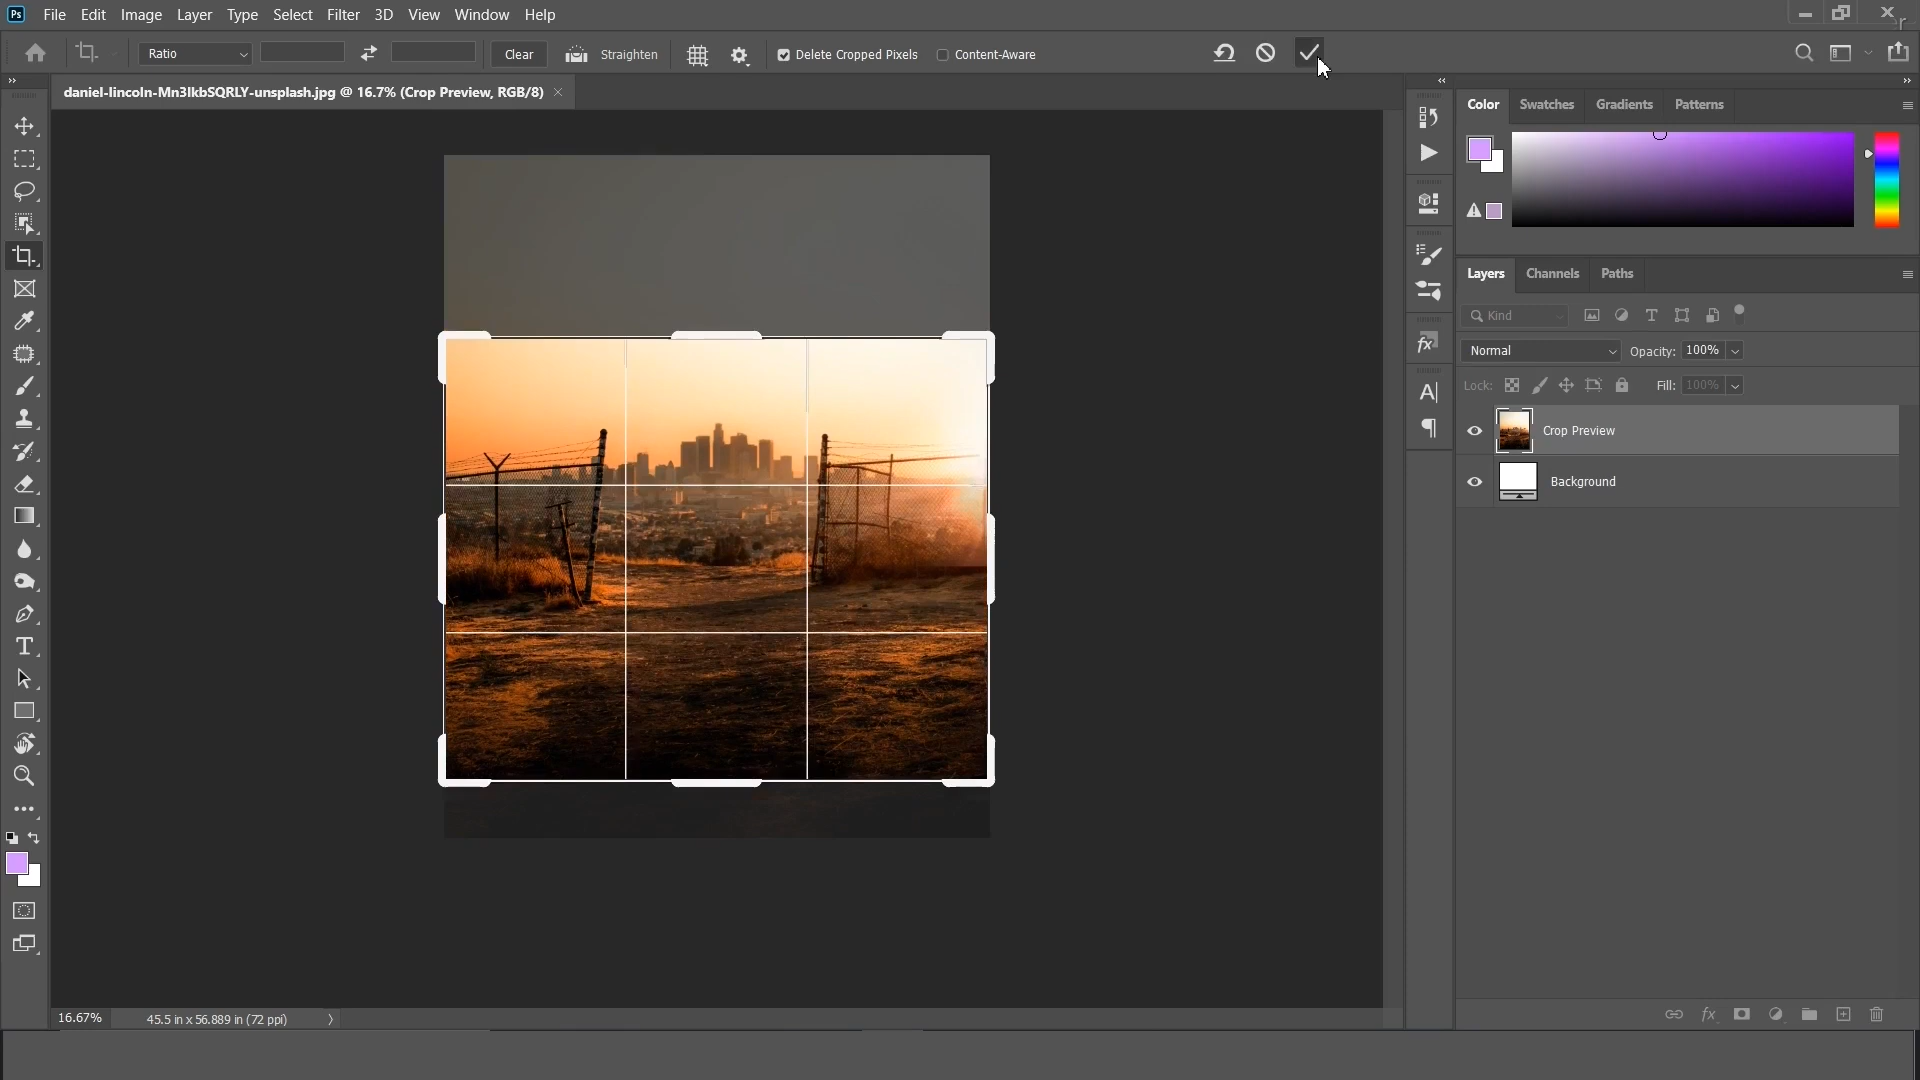 Ps File Edit Image Layer Type Select Filter 3D View Window Help
Ratio Clear Straighten Delete Cropped Pixels Content-Aware
daniel-lincoln-Mn3lkbSQRLY-unsplash.jpg @ 16.7% (Crop Preview, RGB/8)
Color Swatches Gradients Patterns
Layers Channels Paths
Kind
Normal Opacity: 100%
Lock: Fill: 100%
Crop Preview
Background
16.67% 45.5 in x 56.889 in (72 ppi)